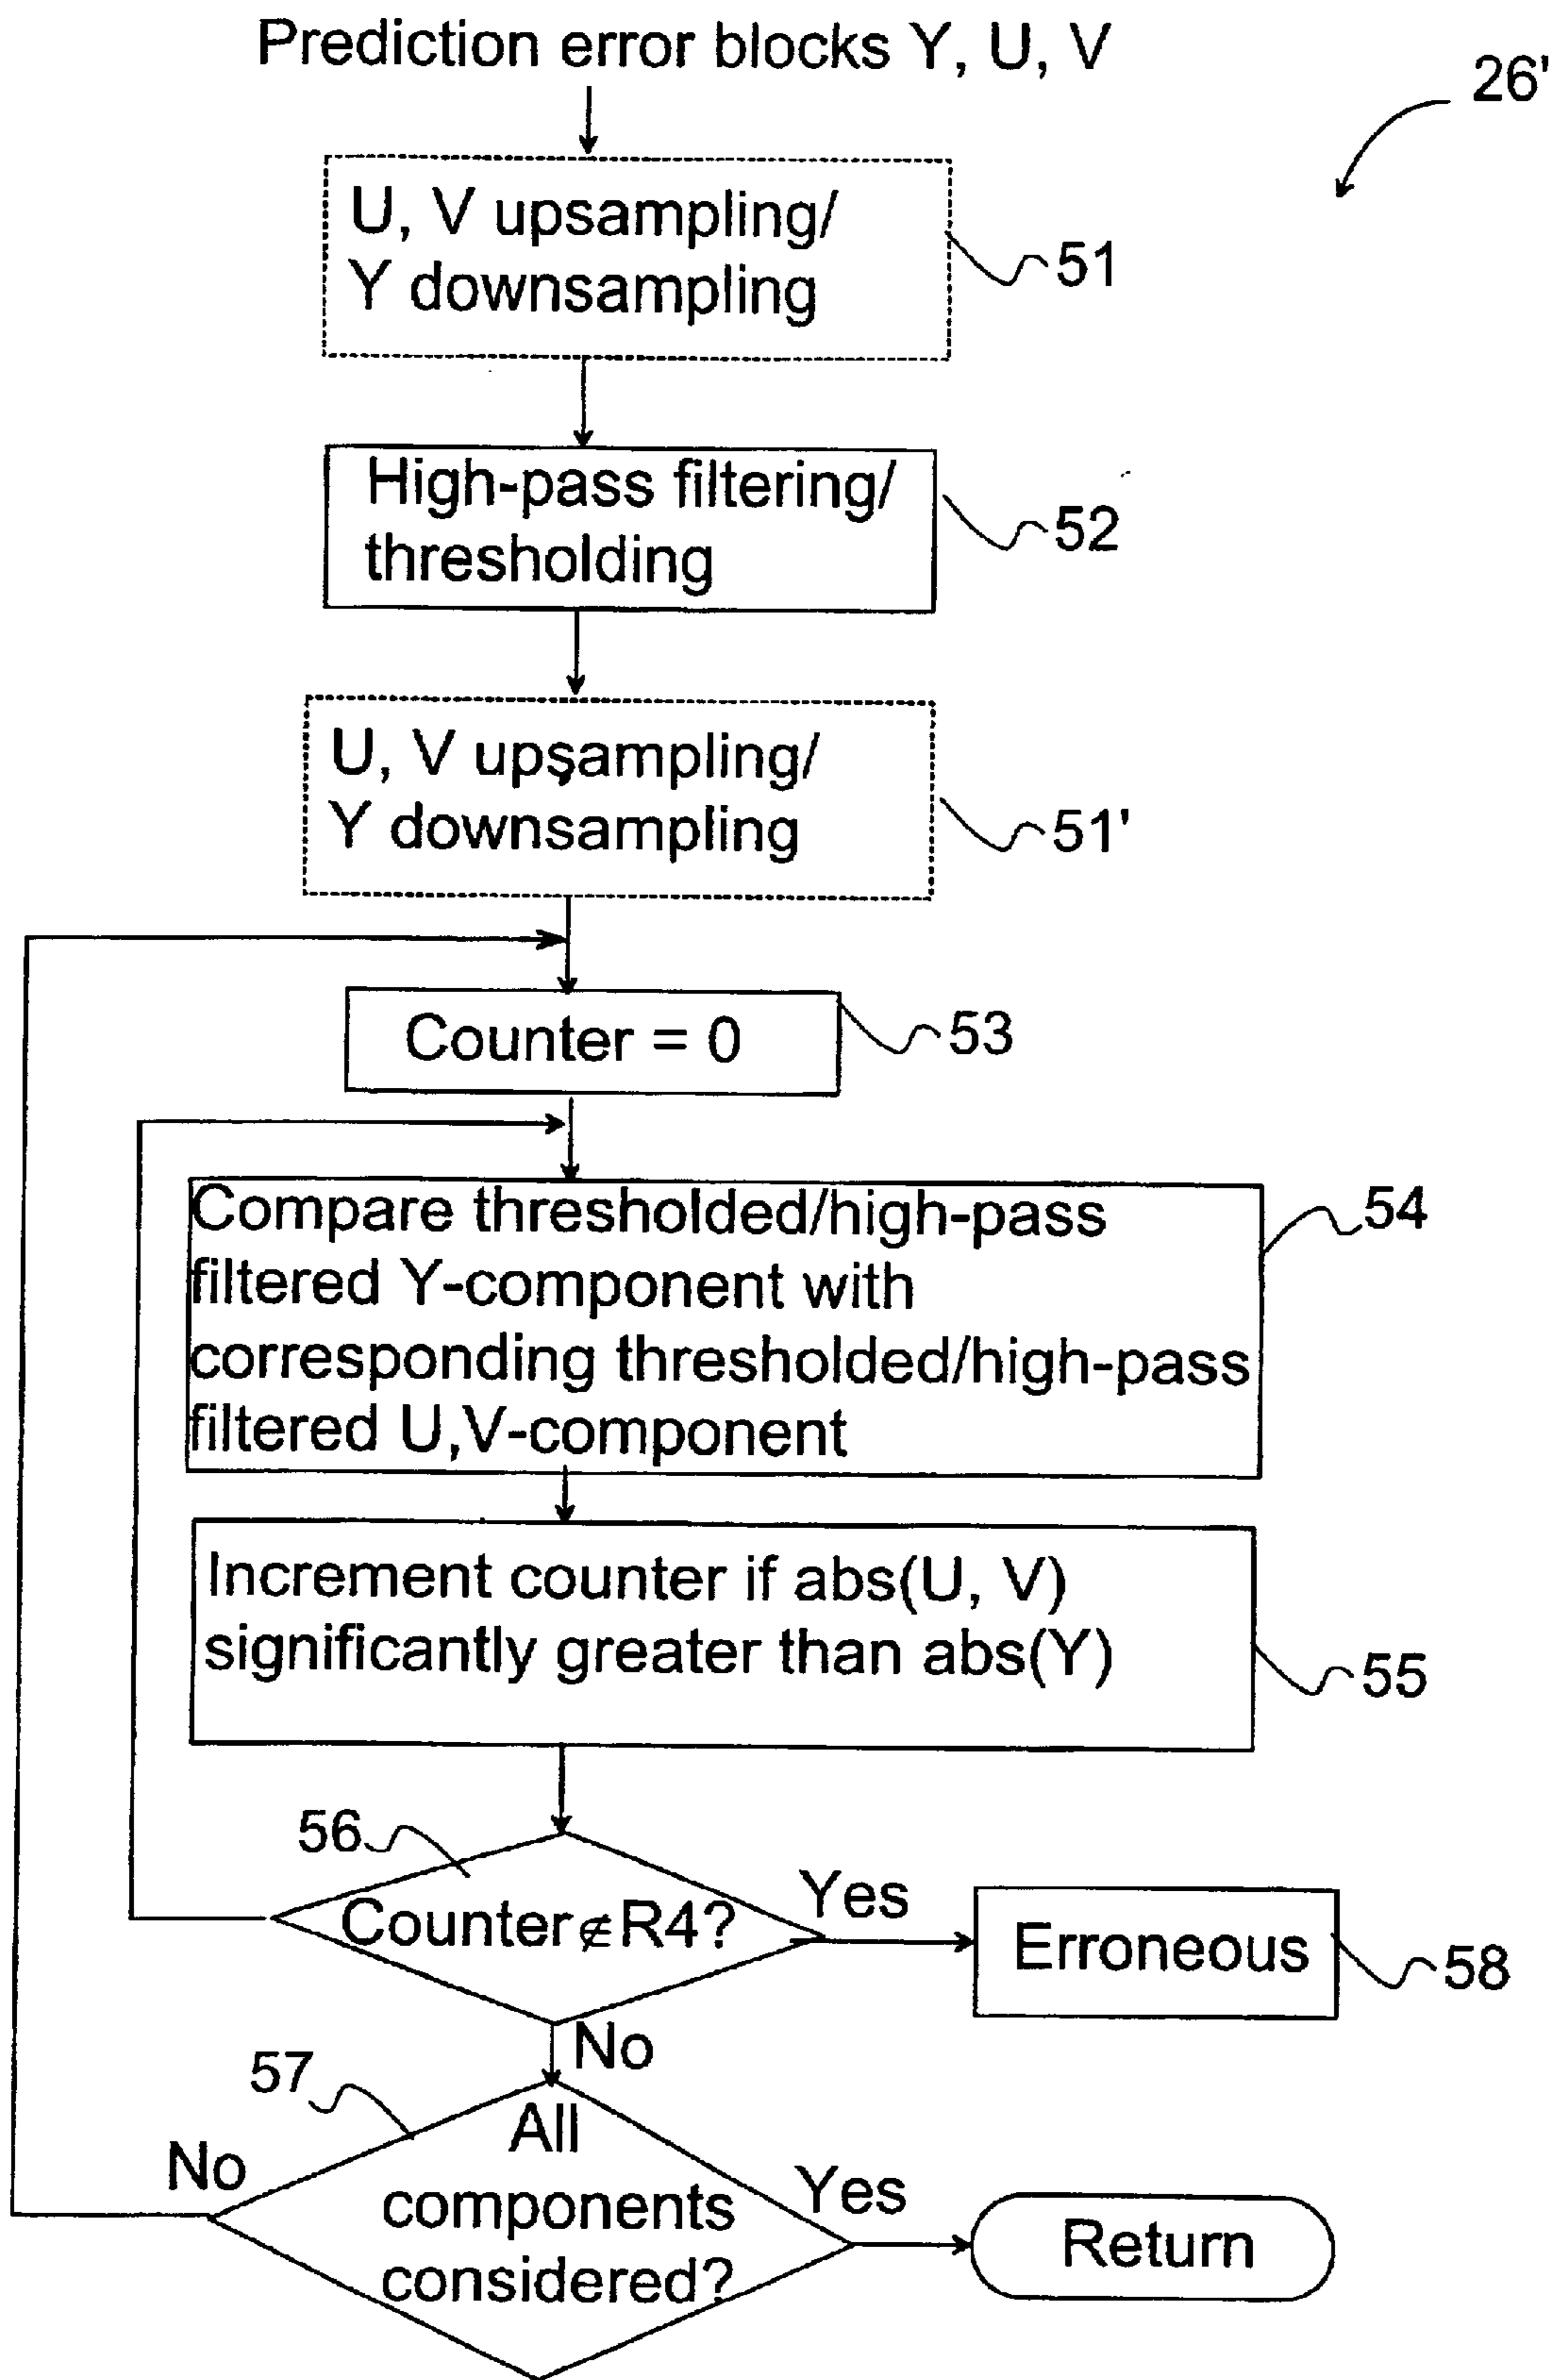 Prediction error blocks Y, U, V
26'
U, V upsampling/
Y downsampling
51
High-pass filtering/
thresholding
52
U, V upsampling/
Y downsampling
51'
Counter = 0
53
Compare thresholded/high-pass
filtered Y-component with
corresponding thresholded/high-pass
filtered U,V-component
54
Increment counter if abs(U, V)
significantly greater than abs(Y)
55
56
Counter∉R4?
Yes
Erroneous
58
No
57
All
components
considered?
No
Yes
Return